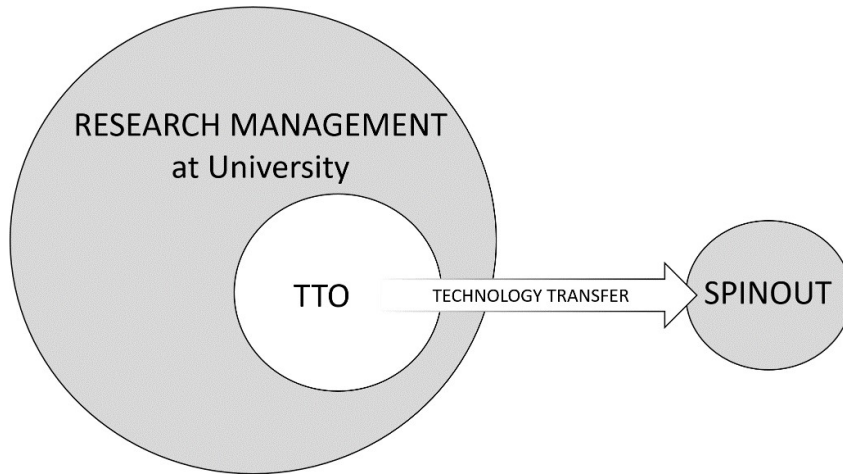 RESEARCH MANAGEMENT
at University
TTO
TECHNOLOGY TRANSFER
SPINOUT